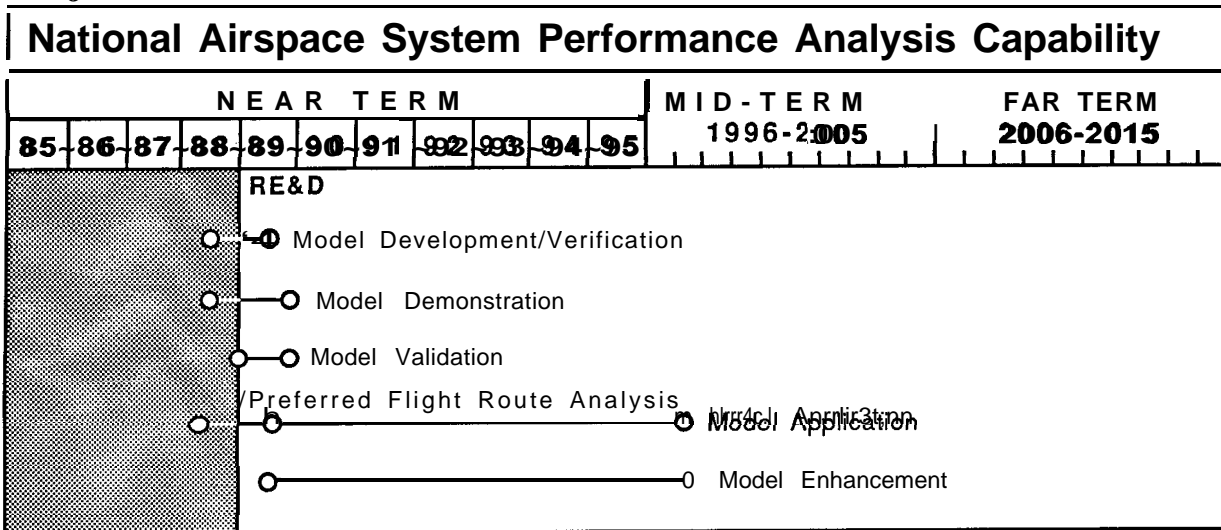 National Airspace System Performance Analysis Capability
NEAR TERM MID-TERM FAR TERM
85 86 87 88 89 90 91 92 93 94 95 1996-2005 2006-2015
RE&D
Model Development/Verification
Model Demonstration
Model Validation
/Preferred Flight Route Analysis
Model Application
Model Enhancement